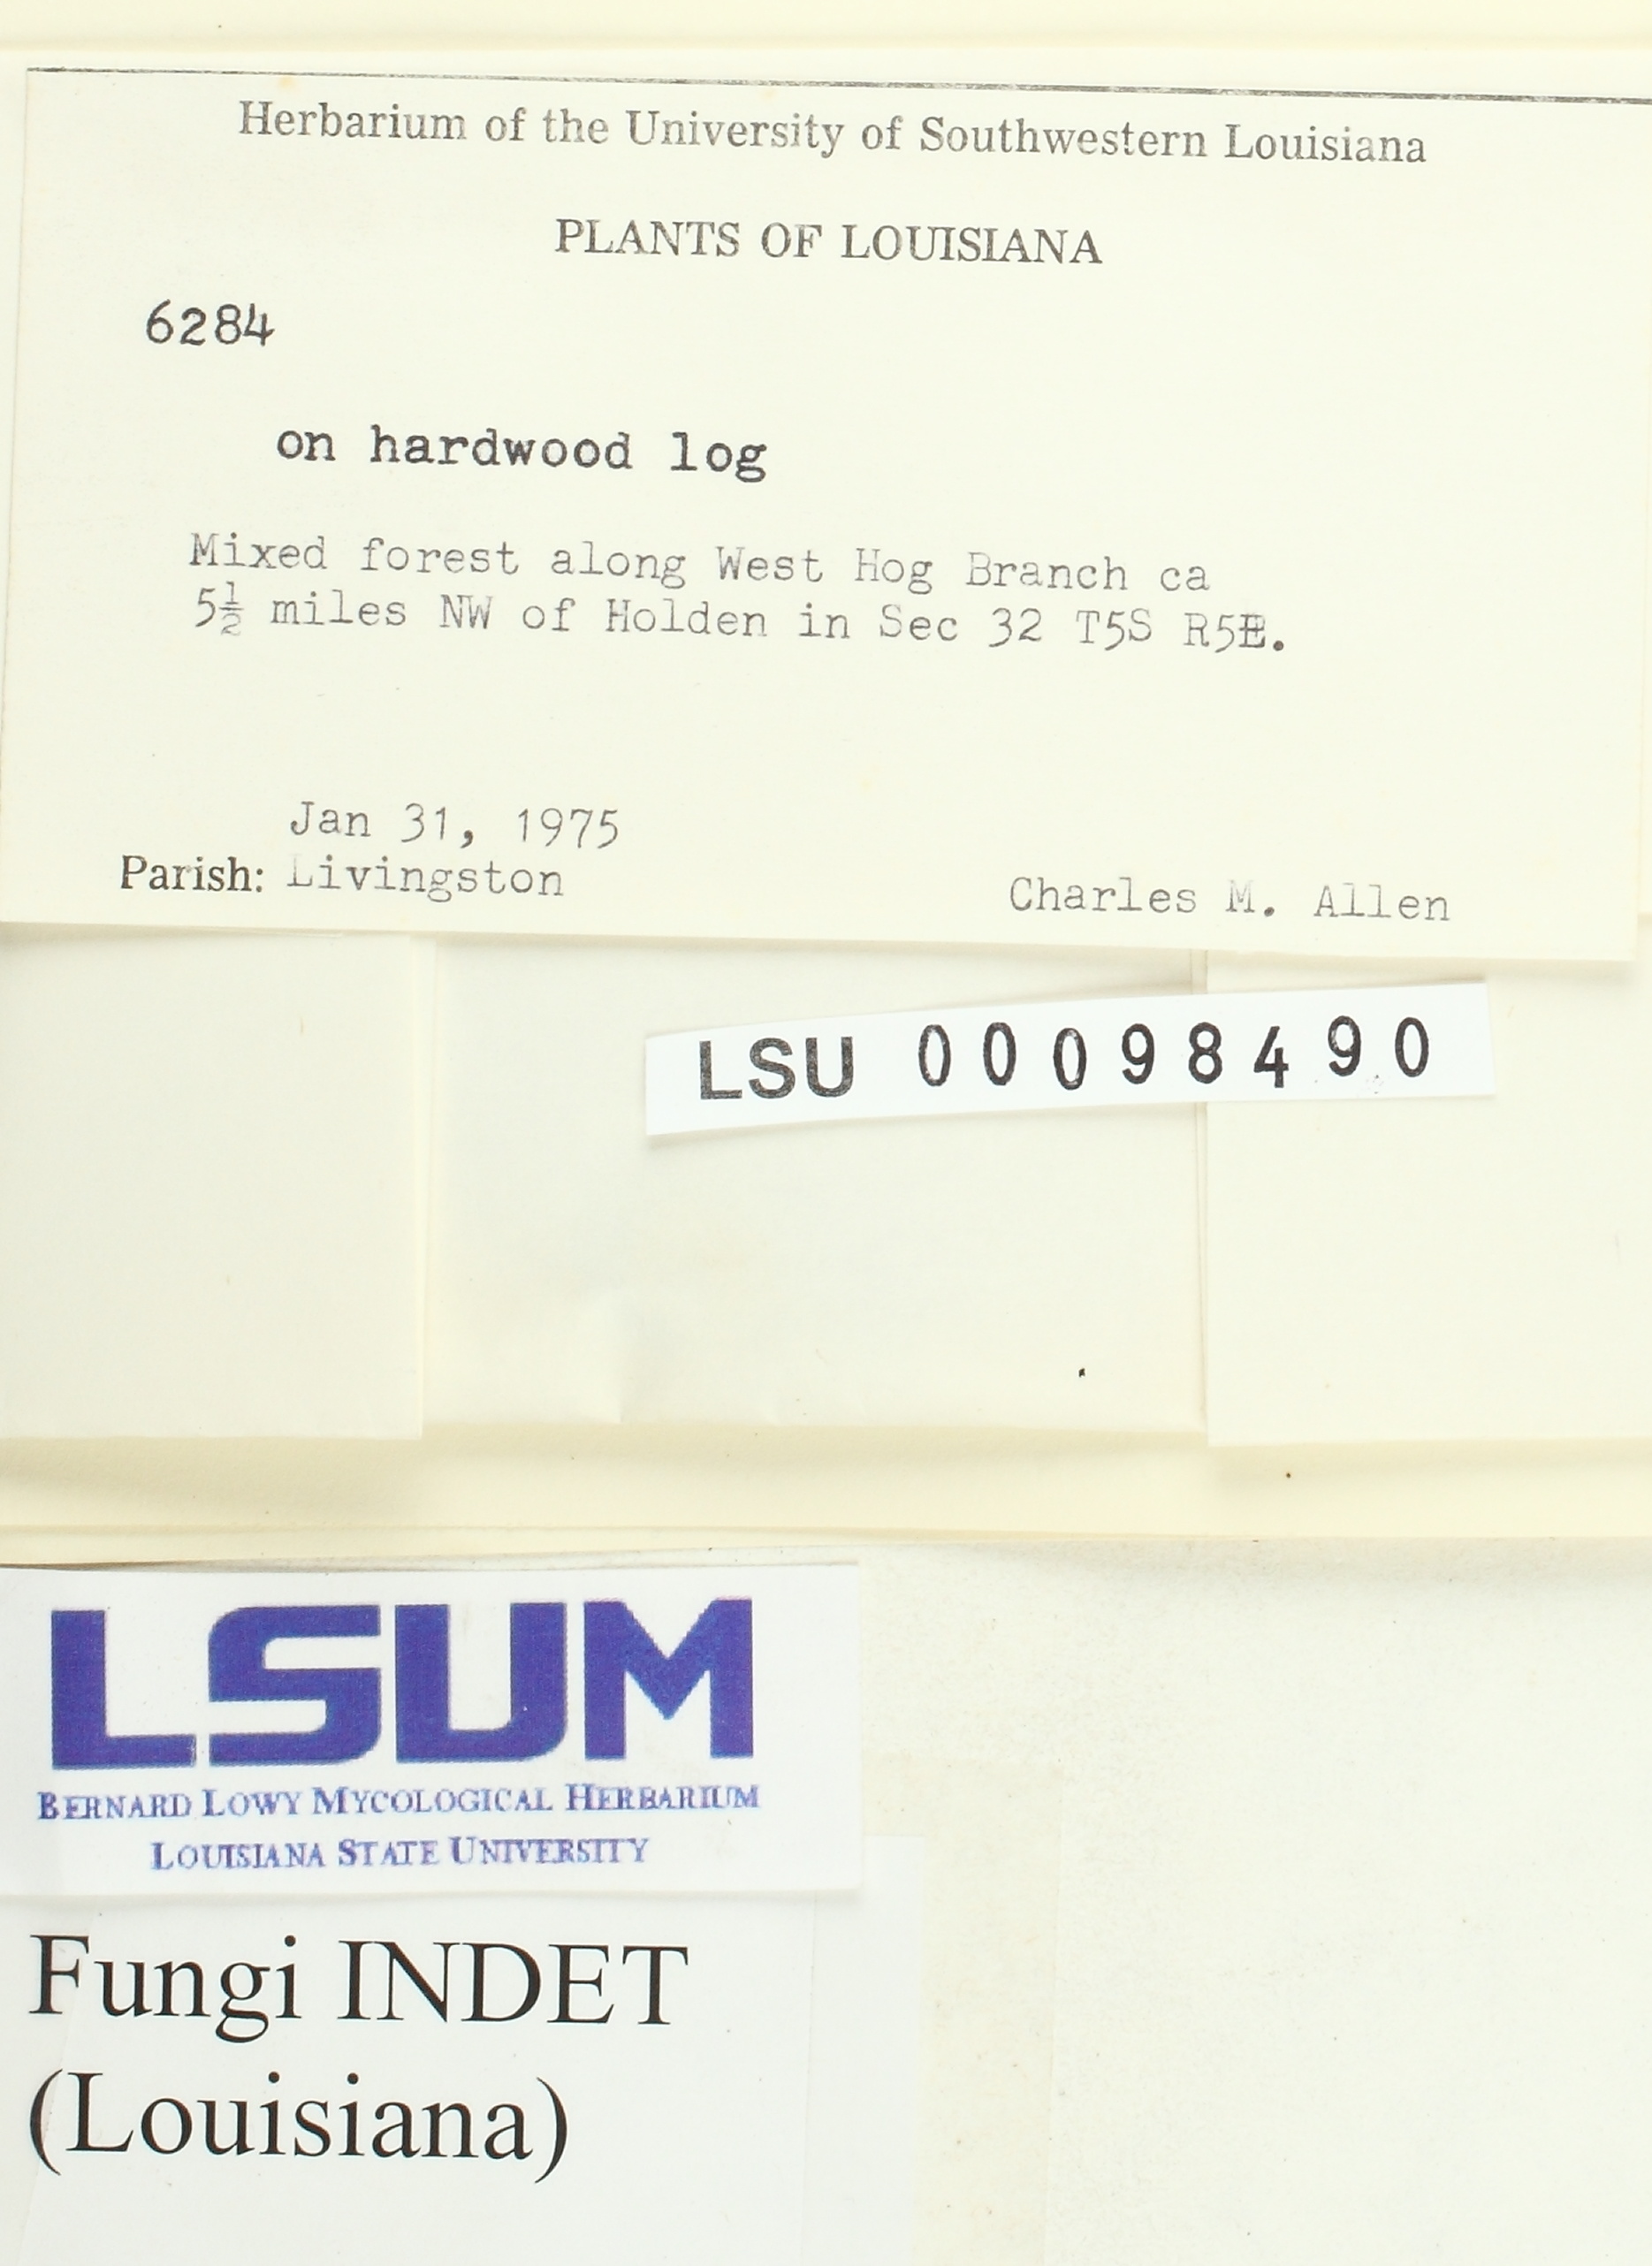 Herbarium of the University of Southwestern Louisiana
PLANTS OF LOUISIANA
6284
on hardwood log
Mixed forest along West Hog Branch ca
5½ miles NW of Holden in Sec 32 T5S R5E.
Jan 31, 1975
Parish: Livingston
Charles M. Allen
LSU 00098490
LSUM
BERNARD LOWY MYCOLOGICAL HERBARIUM
LOUISIANA STATE UNIVERSITY
Fungi INDET
(Louisiana)